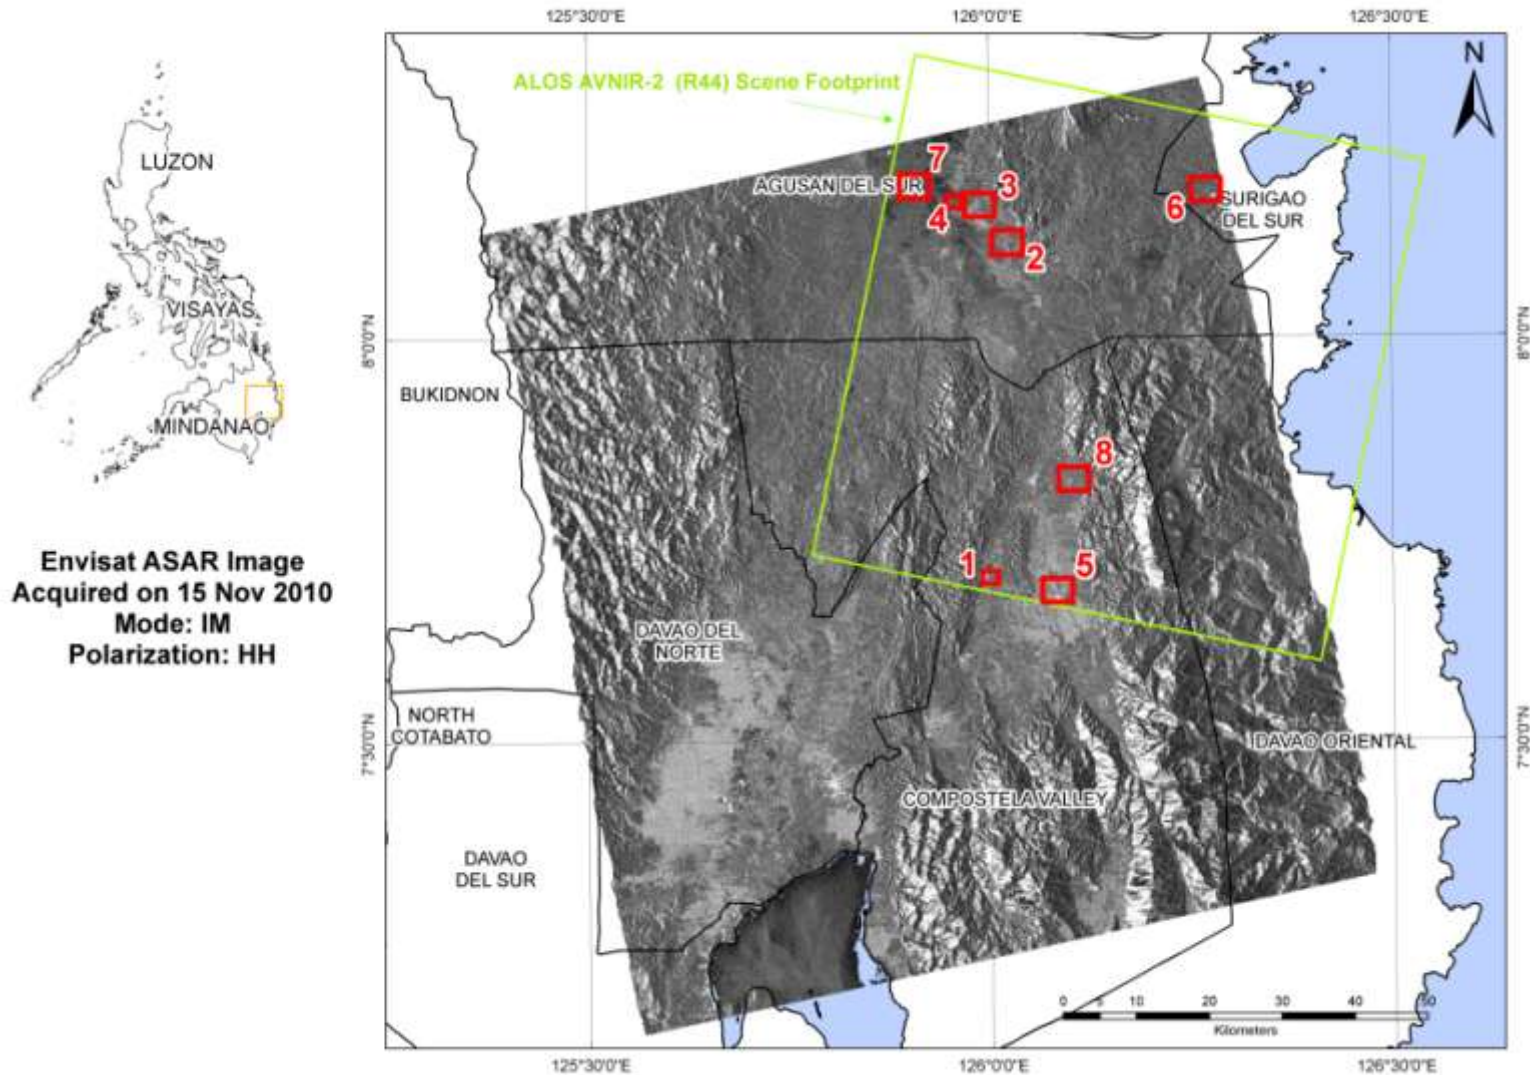 125°30'0"E 126°0'0"E 126°30'0"E
N
ALOS AVNIR-2 (R44) Scene Footprint
LUZON
VISAYAS
MINDANAO
7
AGUSAN DEL SUR
3
4
6
SURIGAO
DEL SUR
2
8°0'0"N
8°0'0"N
BUKIDNON
8
1
5
Envisat ASAR Image
Acquired on 15 Nov 2010
Mode: IM
Polarization: HH
DAVAO DEL
NORTE
NORTH
COTABATO
7°30'0"N
7°30'0"N
DAVAO ORIENTAL
COMPOSTELA VALLEY
DAVAO
DEL SUR
0 5 10 20 30 40 50
Kilometers
125°30'0"E 126°0'0"E 126°30'0"E